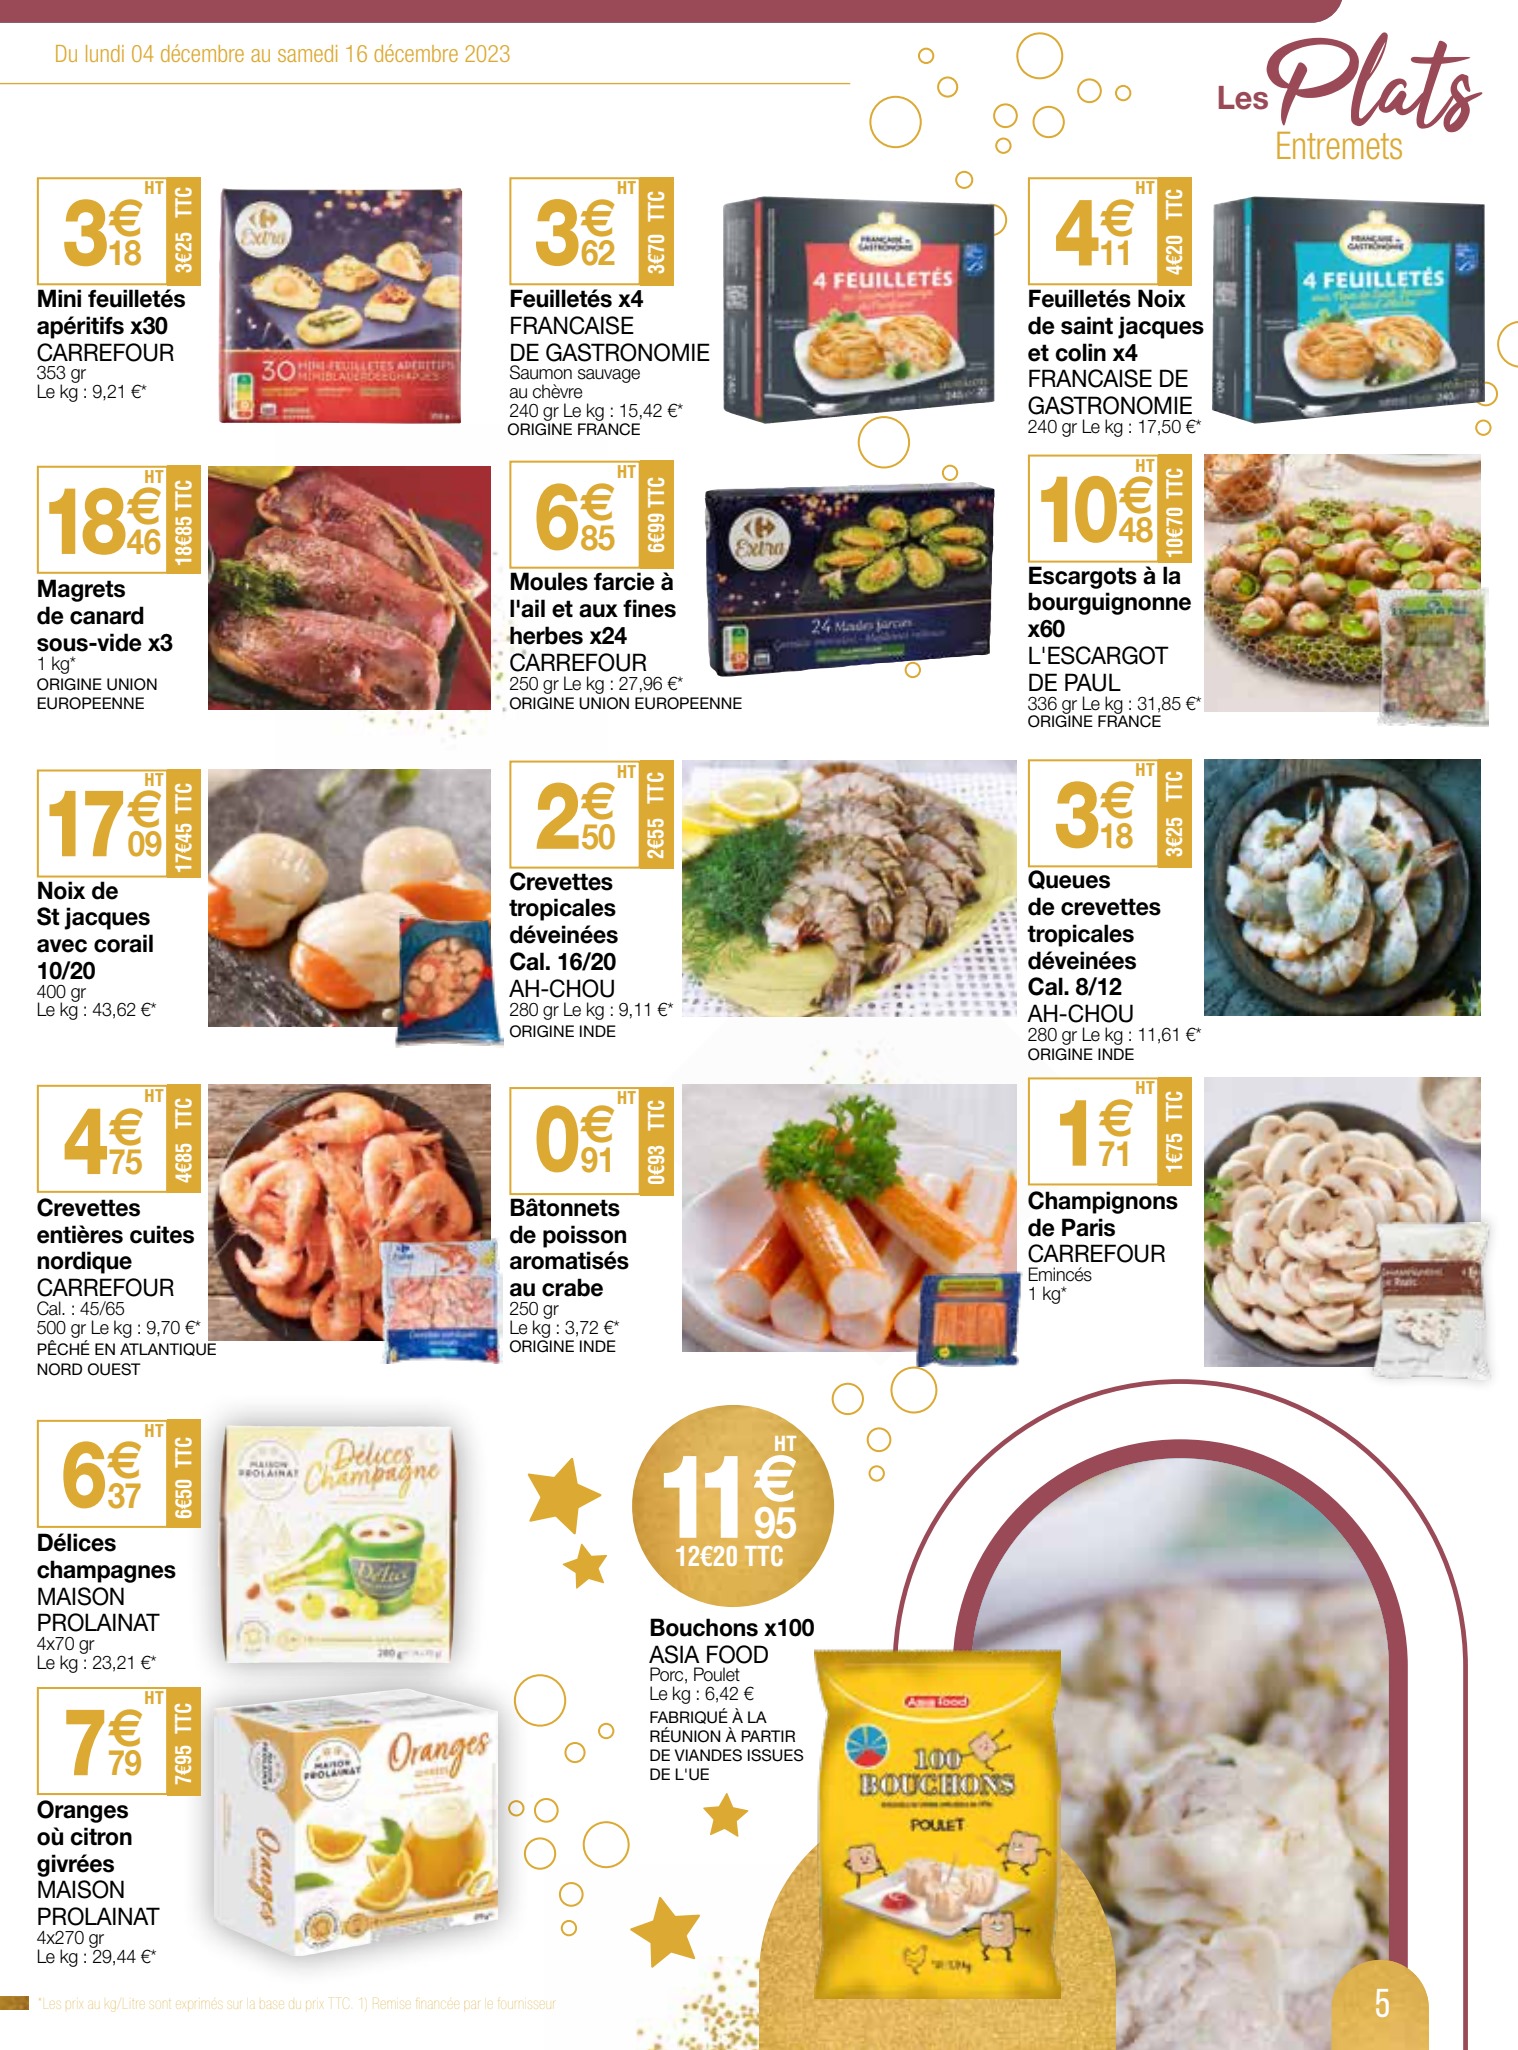 Du lundi 04 décembre au samedi 16 décembre 2023
Les Plats
Entremets
HT
3€18
3€25 TTC
Mini feuilletés
apéritifs x30
CARREFOUR
353 gr
Le kg : 9,21 €*
Extra
30 MINI FEUILLETÉS APÉRITIFS
HT
3€62
3€70 TTC
Feuilletés x4
FRANCAISE
DE GASTRONOMIE
Saumon sauvage
au chèvre
240 gr Le kg : 15,42 €*
ORIGINE FRANCE
FRANÇAISE DE
GASTRONOMIE
4 FEUILLETÉS
HT
4€11
4€20 TTC
Feuilletés Noix
de saint jacques
et colin x4
FRANCAISE DE
GASTRONOMIE
240 gr Le kg : 17,50 €*
FRANÇAISE DE
GASTRONOMIE
4 FEUILLETÉS
HT
18€46
18€85 TTC
Magrets
de canard
sous-vide x3
1 kg*
ORIGINE UNION
EUROPEENNE
HT
6€85
6€99 TTC
Moules farcie à
l'ail et aux fines
herbes x24
CARREFOUR
250 gr Le kg : 27,96 €*
ORIGINE UNION EUROPEENNE
Extra
24 Moules farcies
HT
10€48
10€70 TTC
Escargots à la
bourguignonne
x60
L'ESCARGOT
DE PAUL
336 gr Le kg : 31,85 €*
ORIGINE FRANCE
HT
17€09
17€45 TTC
Noix de
St jacques
avec corail
10/20
400 gr
Le kg : 43,62 €*
HT
2€50
2€55 TTC
Crevettes
tropicales
déveinées
Cal. 16/20
AH-CHOU
280 gr Le kg : 9,11 €*
ORIGINE INDE
HT
3€18
3€25 TTC
Queues
de crevettes
tropicales
déveinées
Cal. 8/12
AH-CHOU
280 gr Le kg : 11,61 €*
ORIGINE INDE
HT
4€75
4€85 TTC
Crevettes
entières cuites
nordique
CARREFOUR
Cal. : 45/65
500 gr Le kg : 9,70 €*
PÊCHÉ EN ATLANTIQUE
NORD OUEST
HT
0€91
0€93 TTC
Bâtonnets
de poisson
aromatisés
au crabe
250 gr
Le kg : 3,72 €*
ORIGINE INDE
HT
1€71
1€75 TTC
Champignons
de Paris
CARREFOUR
Emincés
1 kg*
HT
6€37
6€50 TTC
Délices
champagnes
MAISON
PROLAINAT
4x70 gr
Le kg : 23,21 €*
MAISON
PROLAINAT
Délices
Champagne
Délice
280 g
HT
7€79
7€95 TTC
Oranges
où citron
givrées
MAISON
PROLAINAT
4x270 gr
Le kg : 29,44 €*
MAISON
PROLAINAT
Oranges
Oranges
HT
11€95
12€20 TTC
Bouchons x100
ASIA FOOD
Porc, Poulet
Le kg : 6,42 €
FABRIQUÉ À LA
RÉUNION À PARTIR
DE VIANDES ISSUES
DE L'UE
Asia food
100
BOUCHONS
POULET
*Les prix au kg/Litre sont exprimés sur la base du prix TTC. 1) Remise financée par le fournisseur
5